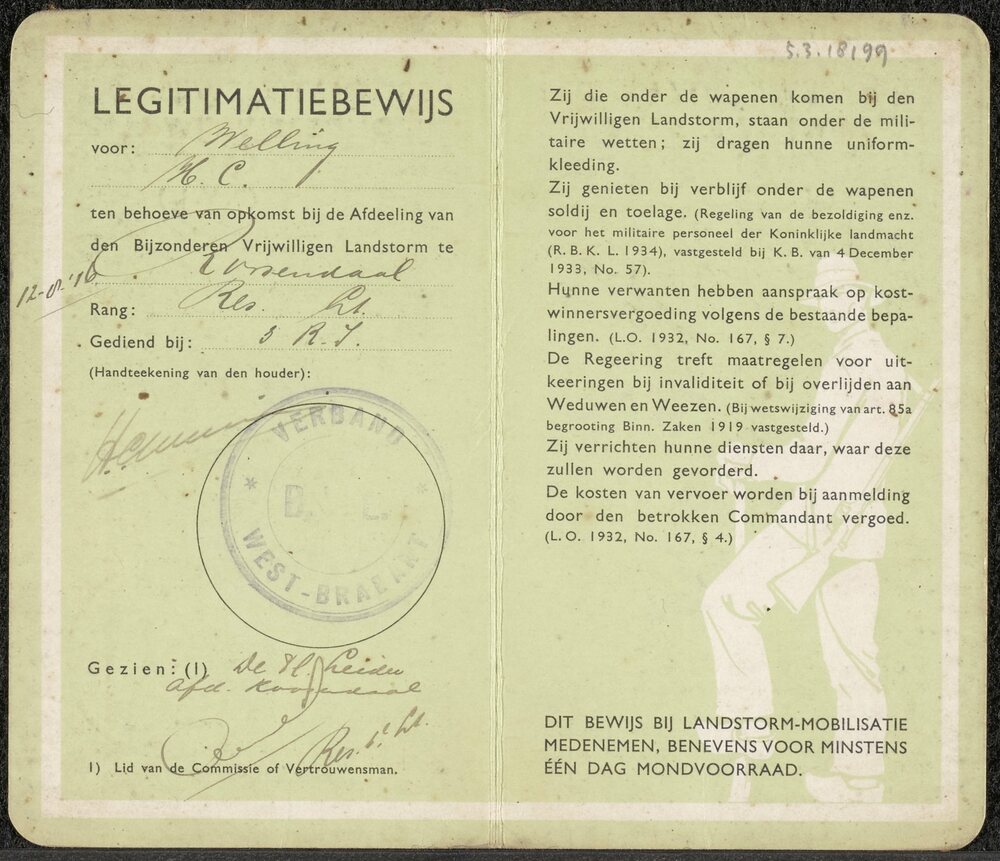 LEGITIMATIEBEWIJS
voor: Welling
H. C.
ten behoeve van opkomst bij de Afdeeling van
den Bijzonderen Vrijwilligen Landstorm te
Roosendaal
Rang: Res. Lt.
Gediend bij: 3 R. I.
(Handteekening van den houder):
VERBAND
WEST-BRABANT
Gezien: (1) De Pl. Leider
Afd. Roosendaal
Res. Lt.
1) Lid van de Commissie of Vertrouwensman.
5.3.18199
Zij die onder de wapenen komen bij den
Vrijwilligen Landstorm, staan onder de mili-
taire wetten; zij dragen hunne uniform-
kleeding.
Zij genieten bij verblijf onder de wapenen
soldij en toelage. (Regeling van de bezoldiging enz.
voor het militaire personeel der Koninklijke landmacht
(R. B. K. L. 1934), vastgesteld bij K. B. van 4 December
1933, No. 57).
Hunne verwanten hebben aanspraak op kost-
winnersvergoeding volgens de bestaande bepa-
lingen. (L.O. 1932, No. 167, § 7.)
De Regeering treft maatregelen voor uit-
keeringen bij invaliditeit of bij overlijden aan
Weduwen en Weezen. (Bij wetswijziging van art. 85a
begrooting Binn. Zaken 1919 vastgesteld.)
Zij verrichten hunne diensten daar, waar deze
zullen worden gevorderd.
De kosten van vervoer worden bij aanmelding
door den betrokken Commandant vergoed.
(L. O. 1932, No. 167, § 4.)
DIT BEWIJS BIJ LANDSTORM-MOBILISATIE
MEDENEMEN, BENEVENS VOOR MINSTENS
ÉÉN DAG MONDVOORRAAD.